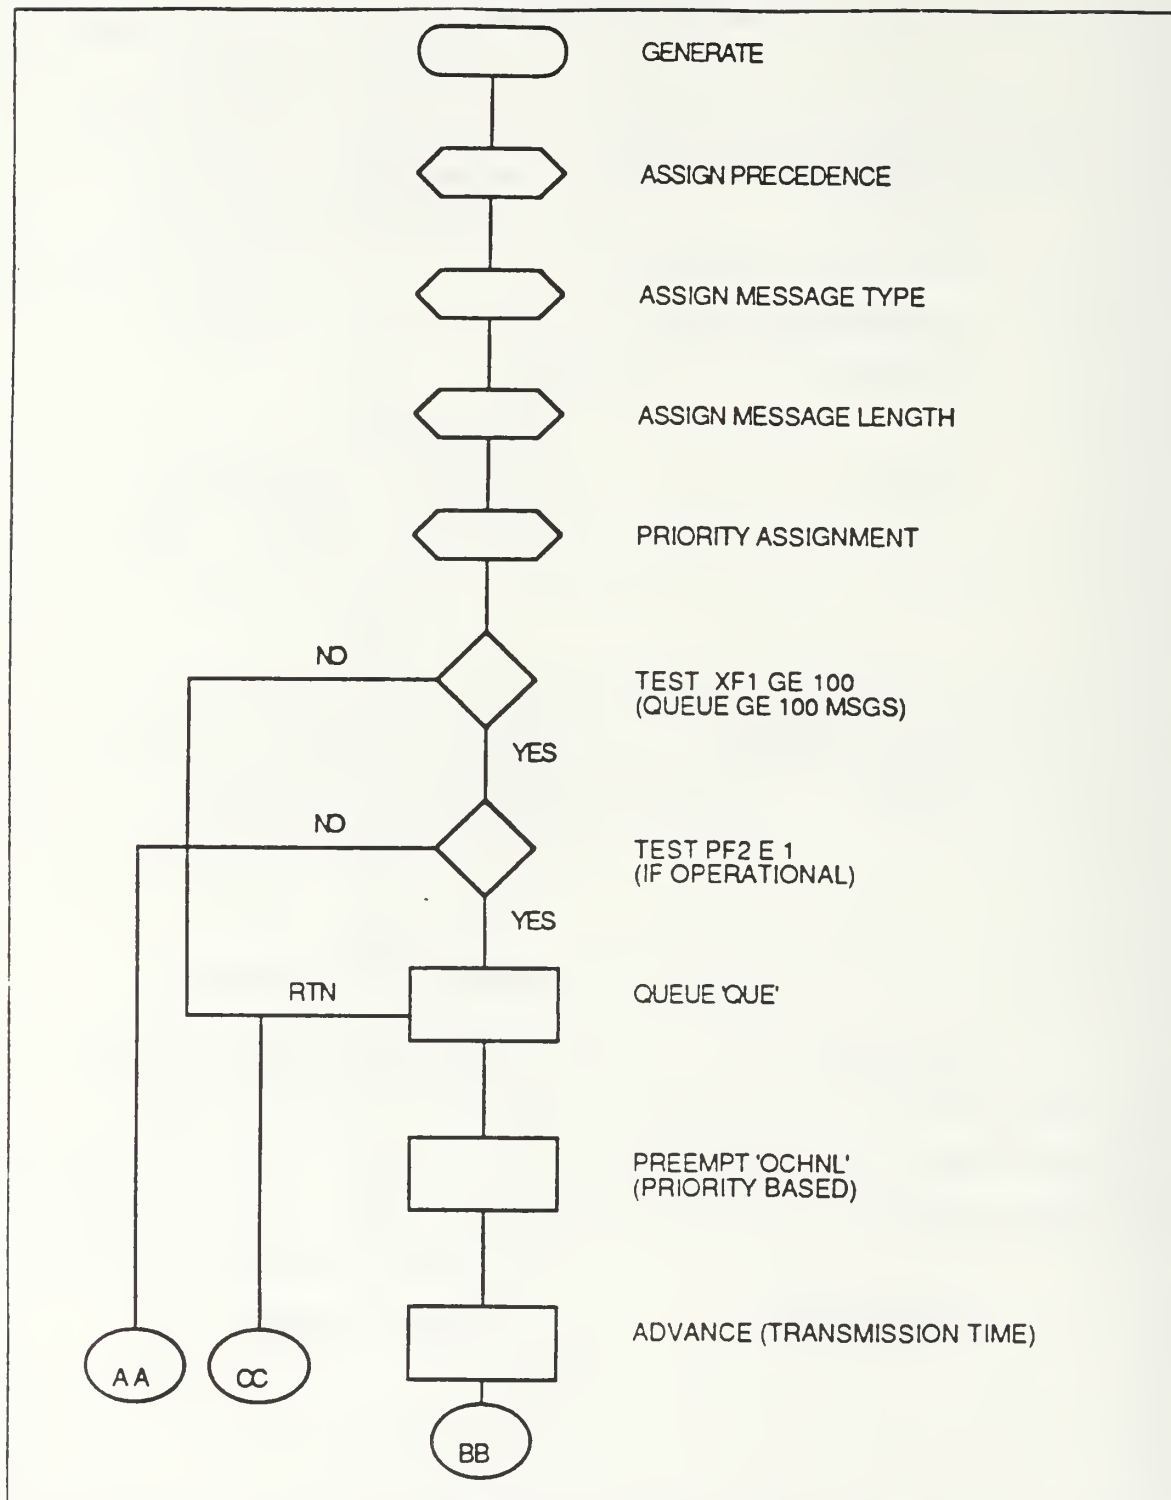 GENERATE
ASSIGN PRECEDENCE
ASSIGN MESSAGE TYPE
ASSIGN MESSAGE LENGTH
PRIORITY ASSIGNMENT
NO
TEST XF1 GE 100
(QUEUE GE 100 MSGS)
YES
NO
TEST PF2 E 1
(IF OPERATIONAL)
YES
RTN
QUEUE 'QUE'
PREEMPT 'OCHNL'
(PRIORITY BASED)
ADVANCE (TRANSMISSION TIME)
AA
CC
BB